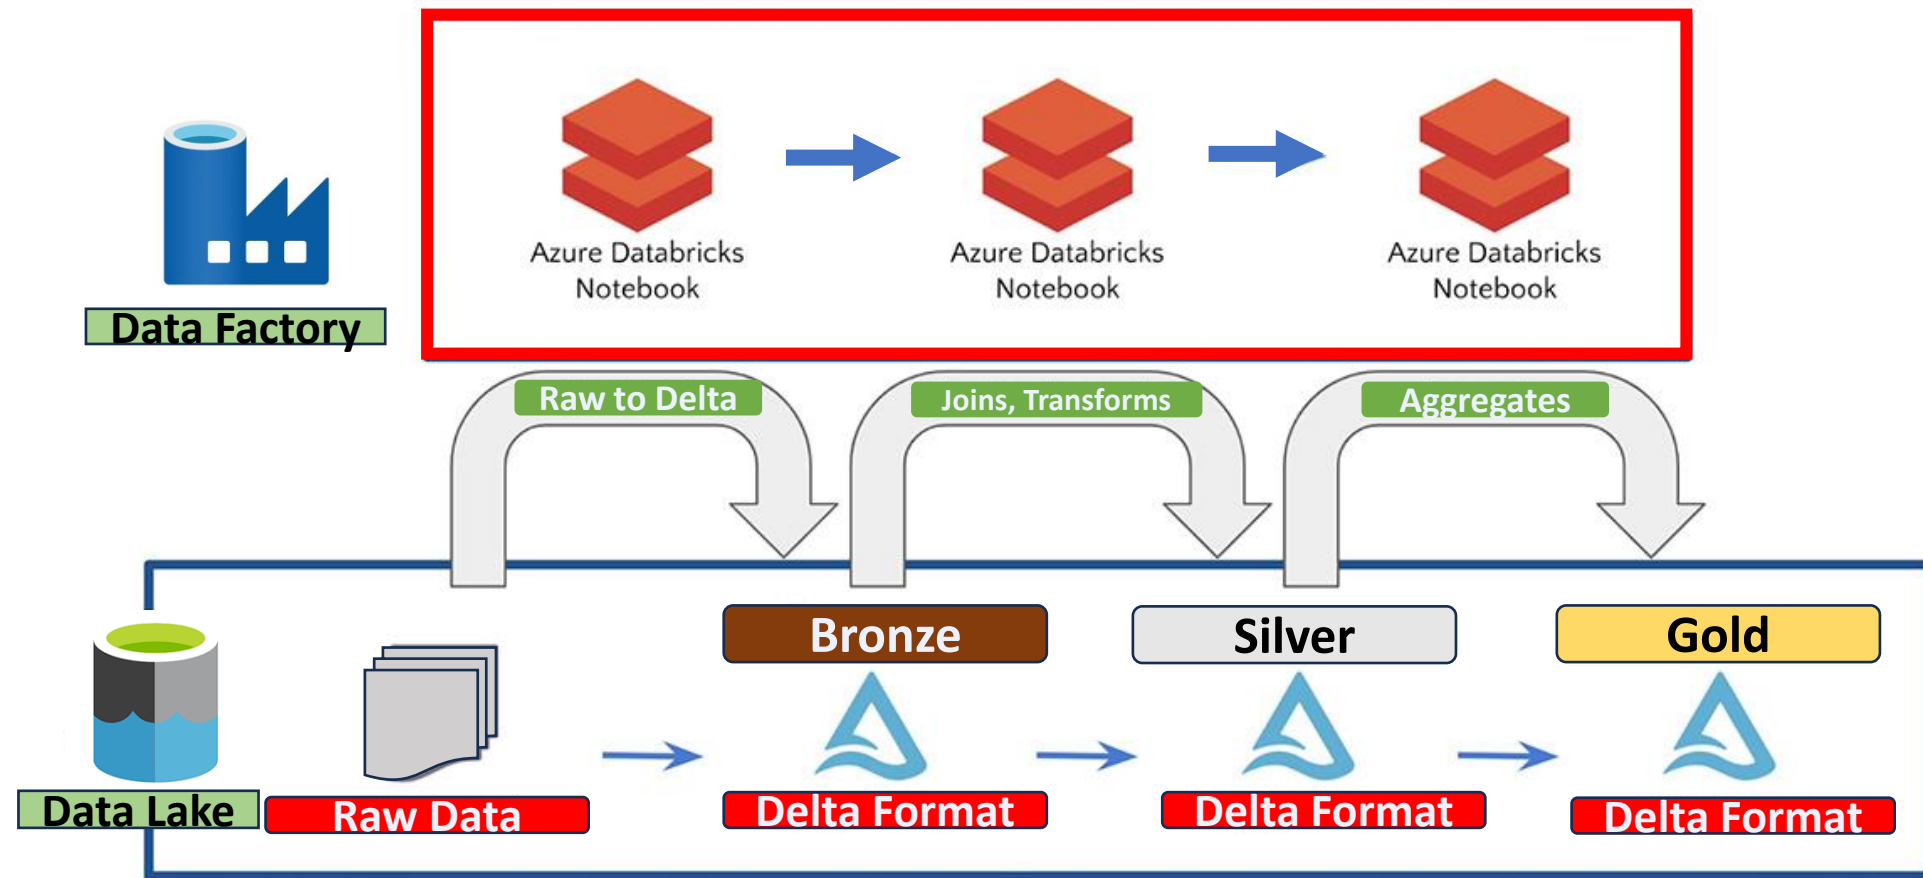 Azure Databricks
Notebook
Azure Databricks
Notebook
Azure Databricks
Notebook
Data Factory
Raw to Delta
Joins, Transforms
Aggregates
Bronze
Silver
Gold
Data Lake
Raw Data
Delta Format
Delta Format
Delta Format